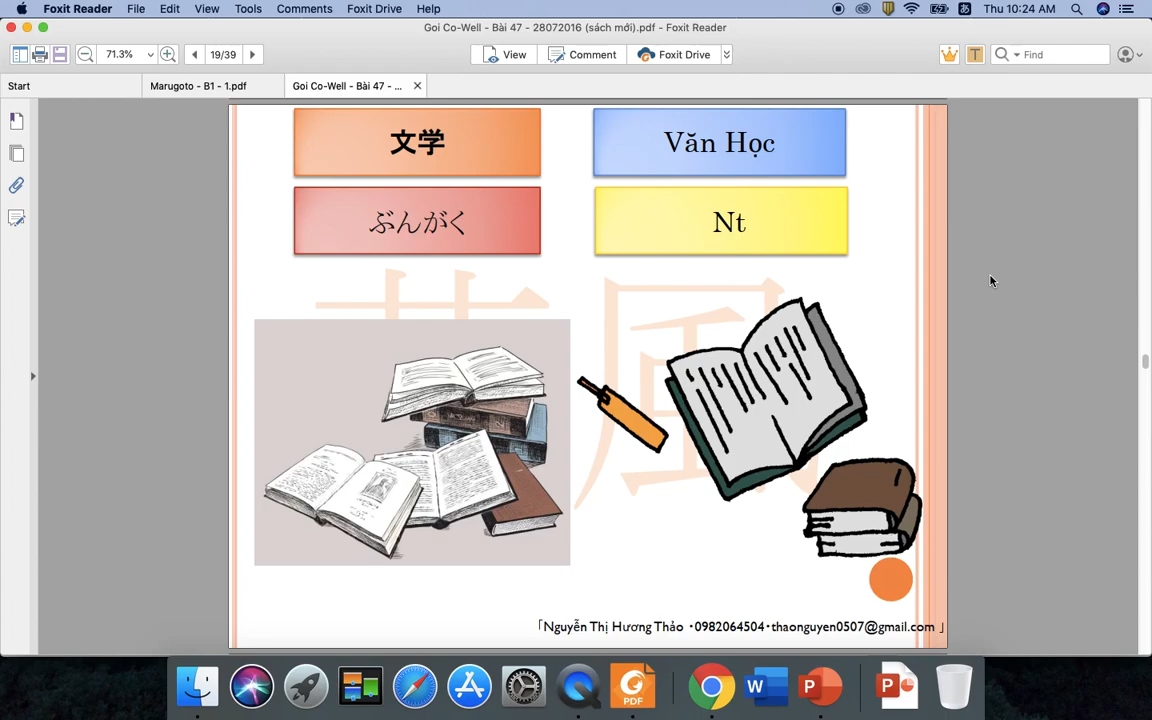 Foxit Reader File Edit View Tools Comments Foxit Drive Help あ Thu 10:24 AM
Goi Co-Well - Bài 47 - 28072016 (sách mới).pdf - Foxit Reader
71.3% 19/39 View Comment Foxit Drive T Find
Start Marugoto - B1 - 1.pdf Goi Co-Well - Bài 47 - ...
文学 Văn Học
ぶんがく Nt
風
「Nguyễn Thị Hương Thảo ・0982064504・thaonguyen0507@gmail.com 」
PDF W P P